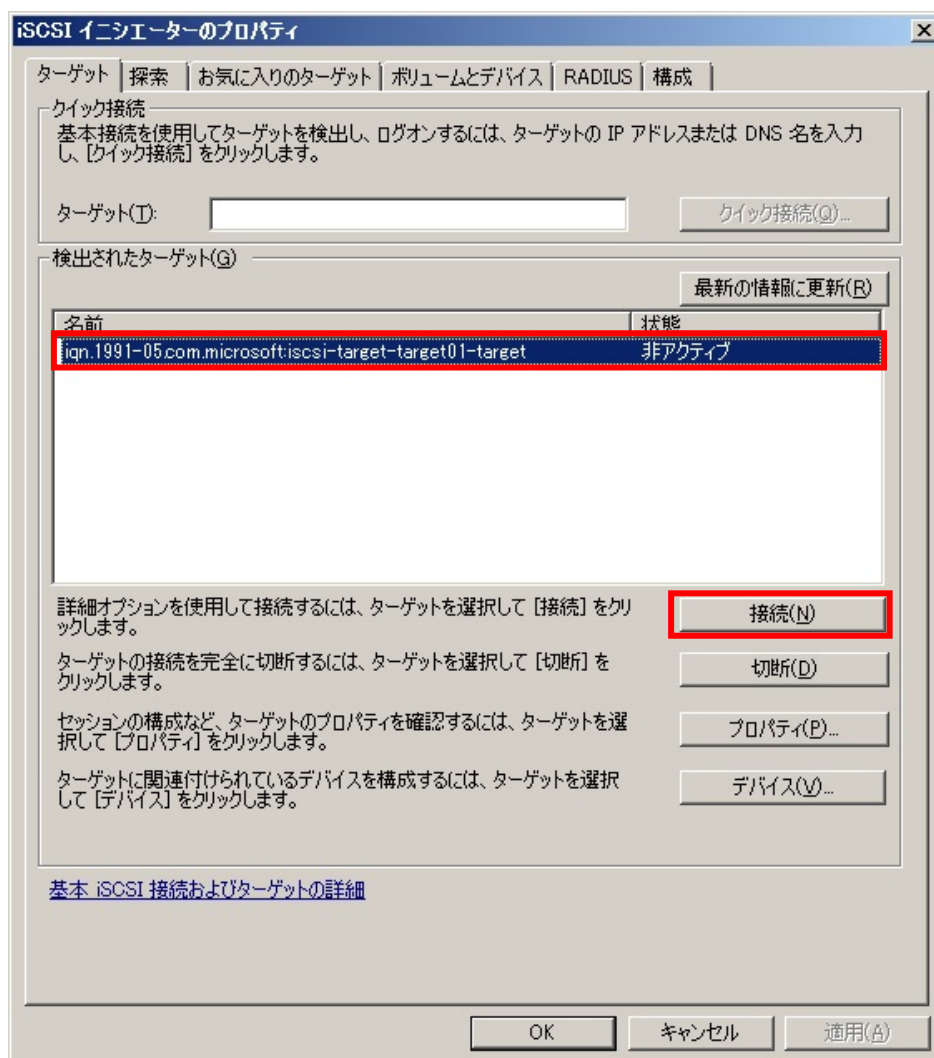 iSCSI イニシエーターのプロパティ
ターゲット 探索 お気に入りのターゲット ボリュームとデバイス RADIUS 構成
クイック接続
基本接続を使用してターゲットを検出し、ログオンするには、ターゲットの IP アドレスまたは DNS 名を入力
し、[クイック接続] をクリックします。
ターゲット(T): クイック接続(Q)...
検出されたターゲット(G)
最新の情報に更新(R)
名前 状態
iqn.1991-05.com.microsoft:iscsi-target-target01-target 非アクティブ
詳細オプションを使用して接続するには、ターゲットを選択して [接続] をクリ
ックします。
接続(N)
ターゲットの接続を完全に切断するには、ターゲットを選択して [切断] を
クリックします。
切断(D)
セッションの構成など、ターゲットのプロパティを確認するには、ターゲットを選
択して [プロパティ] をクリックします。
プロパティ(P)...
ターゲットに関連付けられているデバイスを構成するには、ターゲットを選択
して [デバイス] をクリックします。
デバイス(V)...
基本 iSCSI 接続およびターゲットの詳細
OK キャンセル 適用(A)